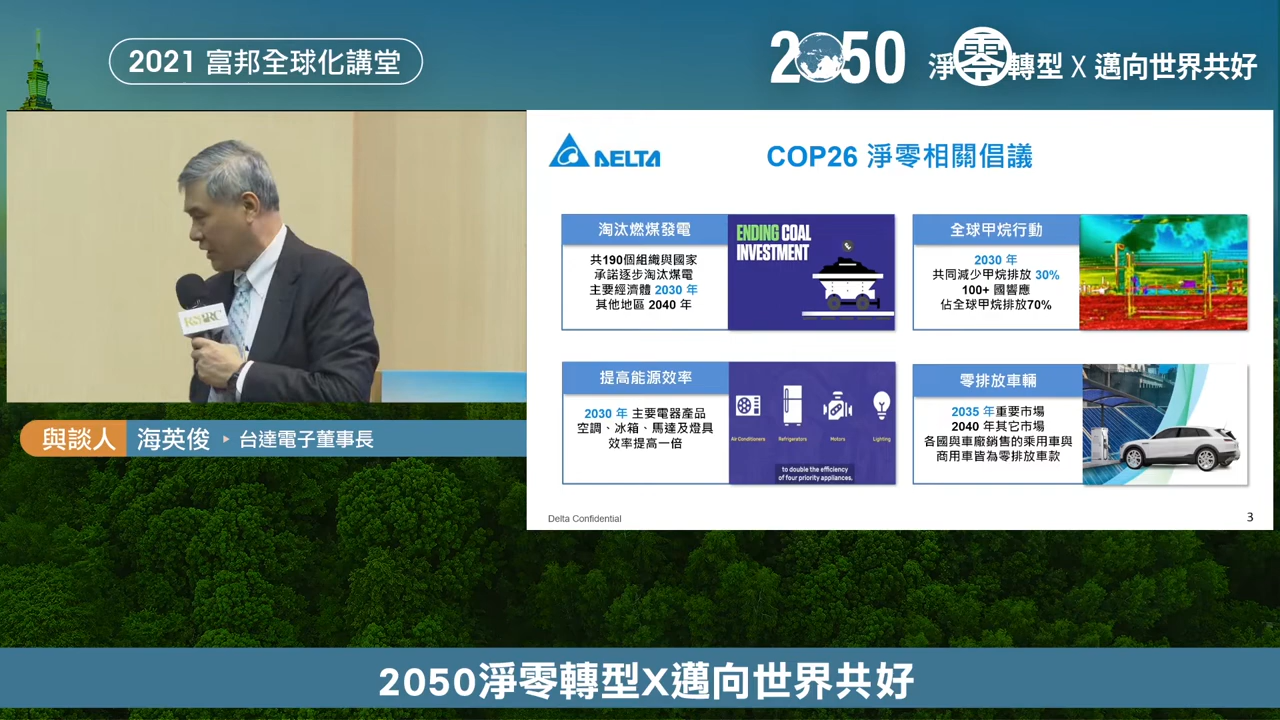 2021 富邦全球化講堂
2050 淨零轉型 X 邁向世界共好
DELTA
COP26 淨零相關倡議
淘汰燃煤發電
共190個組織與國家
承諾逐步淘汰煤電
主要經濟體 2030 年
其他地區 2040 年
ENDING COAL
INVESTMENT
全球甲烷行動
2030 年
共同減少甲烷排放 30%
100+ 國響應
佔全球甲烷排放70%
提高能源效率
2030 年 主要電器產品
空調、冰箱、馬達及燈具
效率提高一倍
Air Conditioners Refrigerators Motors Lighting
to double the efficiency
of four priority appliances,
零排放車輛
2035 年重要市場
2040 年其它市場
各國與車廠銷售的乘用車與
商用車皆為零排放車款
Delta Confidential
3
與談人 海英俊 台達電子董事長
2050淨零轉型X邁向世界共好